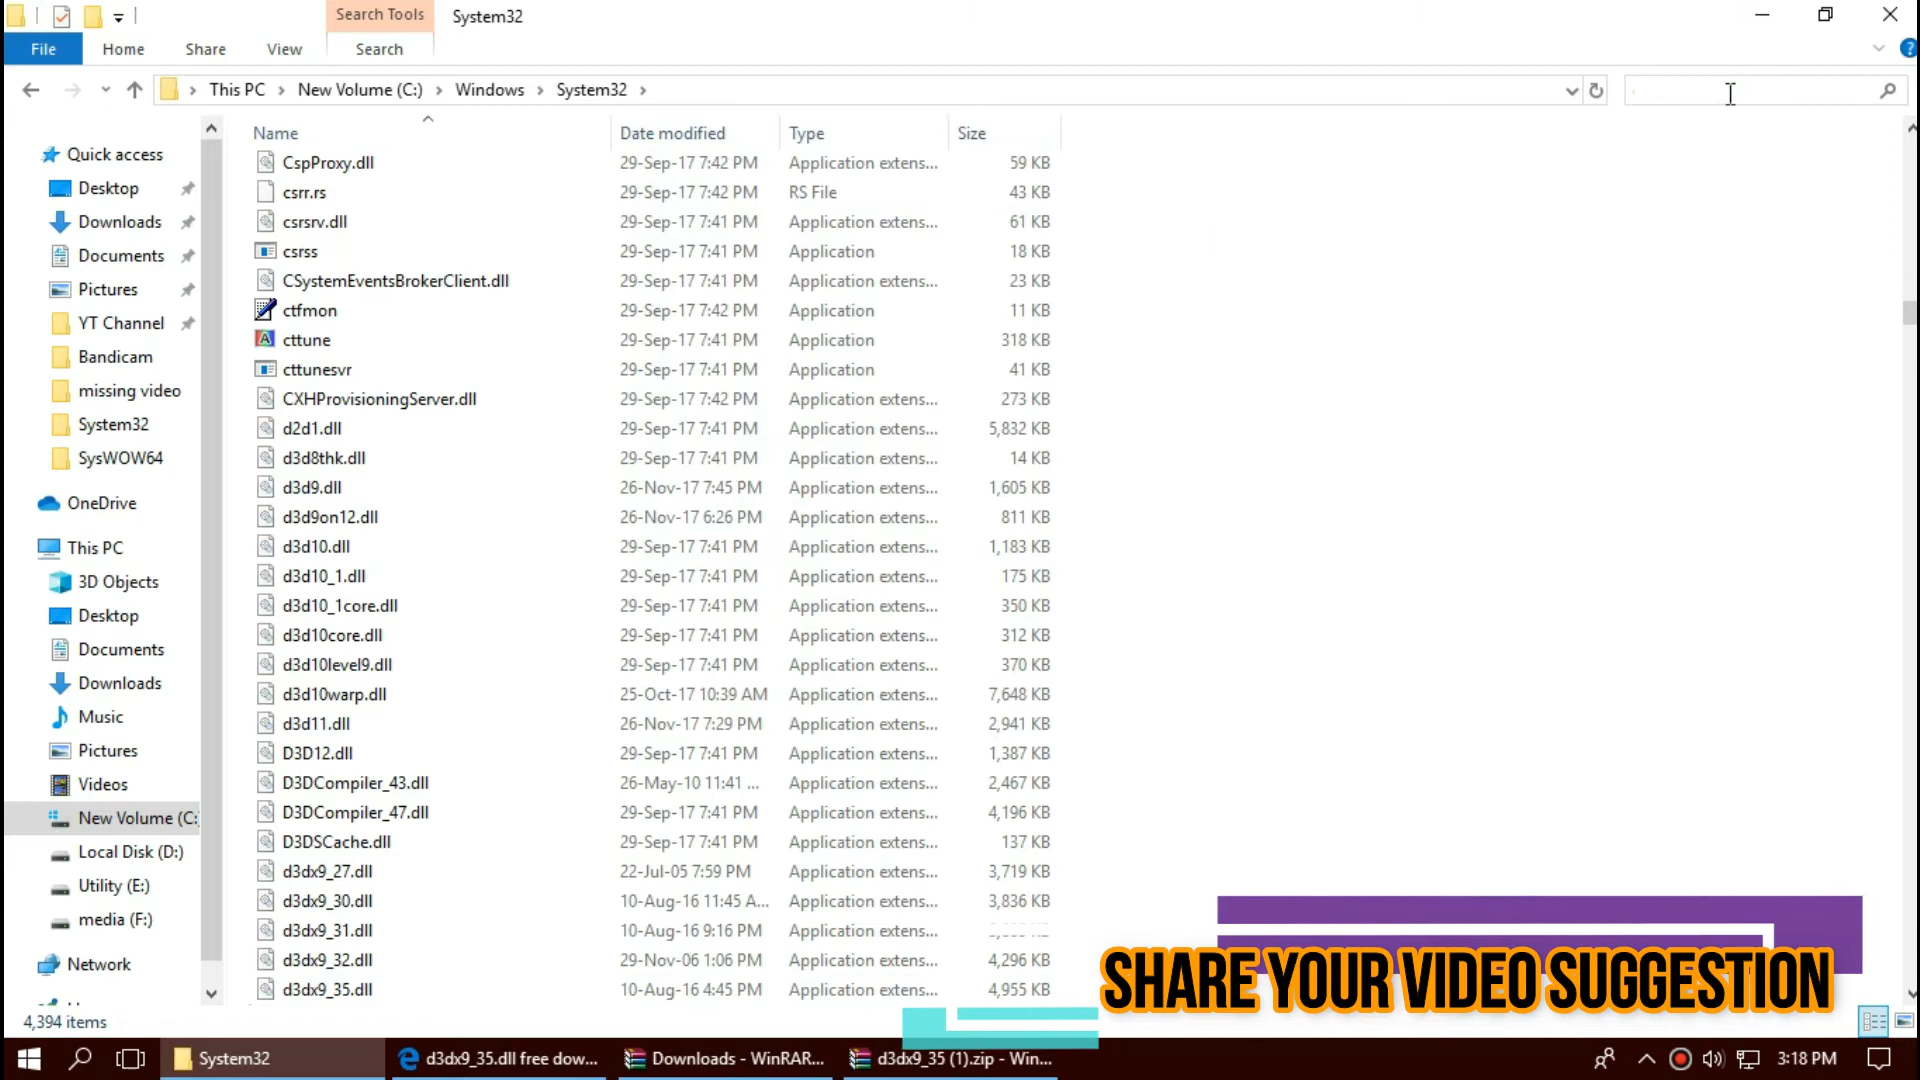 Search Tools
System32
File
Home
Share
View
Search
This PC
New Volume (C:)
Windows
System32
Name
Date modified
Type
Size
CspProxy.dll 29-Sep-17 7:42 PM Application extens... 59 KB
csrr.rs 29-Sep-17 7:42 PM RS File 43 KB
csrsrv.dll 29-Sep-17 7:41 PM Application extens... 61 KB
csrss 29-Sep-17 7:41 PM Application 18 KB
CSystemEventsBrokerClient.dll 29-Sep-17 7:41 PM Application extens... 23 KB
ctfmon 29-Sep-17 7:42 PM Application 11 KB
cttune 29-Sep-17 7:41 PM Application 318 KB
cttunesvr 29-Sep-17 7:41 PM Application 41 KB
CXHProvisioningServer.dll 29-Sep-17 7:42 PM Application extens... 273 KB
d2d1.dll 29-Sep-17 7:41 PM Application extens... 5,832 KB
d3d8thk.dll 29-Sep-17 7:41 PM Application extens... 14 KB
d3d9.dll 26-Nov-17 7:45 PM Application extens... 1,605 KB
d3d9on12.dll 26-Nov-17 6:26 PM Application extens... 811 KB
d3d10.dll 29-Sep-17 7:41 PM Application extens... 1,183 KB
d3d10_1.dll 29-Sep-17 7:41 PM Application extens... 175 KB
d3d10_1core.dll 29-Sep-17 7:41 PM Application extens... 350 KB
d3d10core.dll 29-Sep-17 7:41 PM Application extens... 312 KB
d3d10level9.dll 29-Sep-17 7:41 PM Application extens... 370 KB
d3d10warp.dll 25-Oct-17 10:39 AM Application extens... 7,648 KB
d3d11.dll 26-Nov-17 7:29 PM Application extens... 2,941 KB
D3D12.dll 29-Sep-17 7:41 PM Application extens... 1,387 KB
D3DCompiler_43.dll 26-May-10 11:41 ... Application extens... 2,467 KB
D3DCompiler_47.dll 29-Sep-17 7:41 PM Application extens... 4,196 KB
D3DSCache.dll 29-Sep-17 7:41 PM Application extens... 137 KB
d3dx9_27.dll 22-Jul-05 7:59 PM Application extens... 3,719 KB
d3dx9_30.dll 10-Aug-16 11:45 A... Application extens... 3,836 KB
d3dx9_31.dll 10-Aug-16 9:16 PM Application extens...
d3dx9_32.dll 29-Nov-06 1:06 PM Application extens... 4,296 KB
d3dx9_35.dll 10-Aug-16 4:45 PM Application extens... 4,955 KB
Quick access
Desktop
Downloads
Documents
Pictures
YT Channel
Bandicam
missing video
System32
SysWOW64
OneDrive
This PC
3D Objects
Desktop
Documents
Downloads
Music
Pictures
Videos
New Volume (C:
Local Disk (D:)
Utility (E:)
media (F:)
Network
4,394 items
SHARE YOUR VIDEO SUGGESTION
System32
d3dx9_35.dll free dow...
Downloads - WinRAR...
d3dx9_35 (1).zip - Win...
3:18 PM